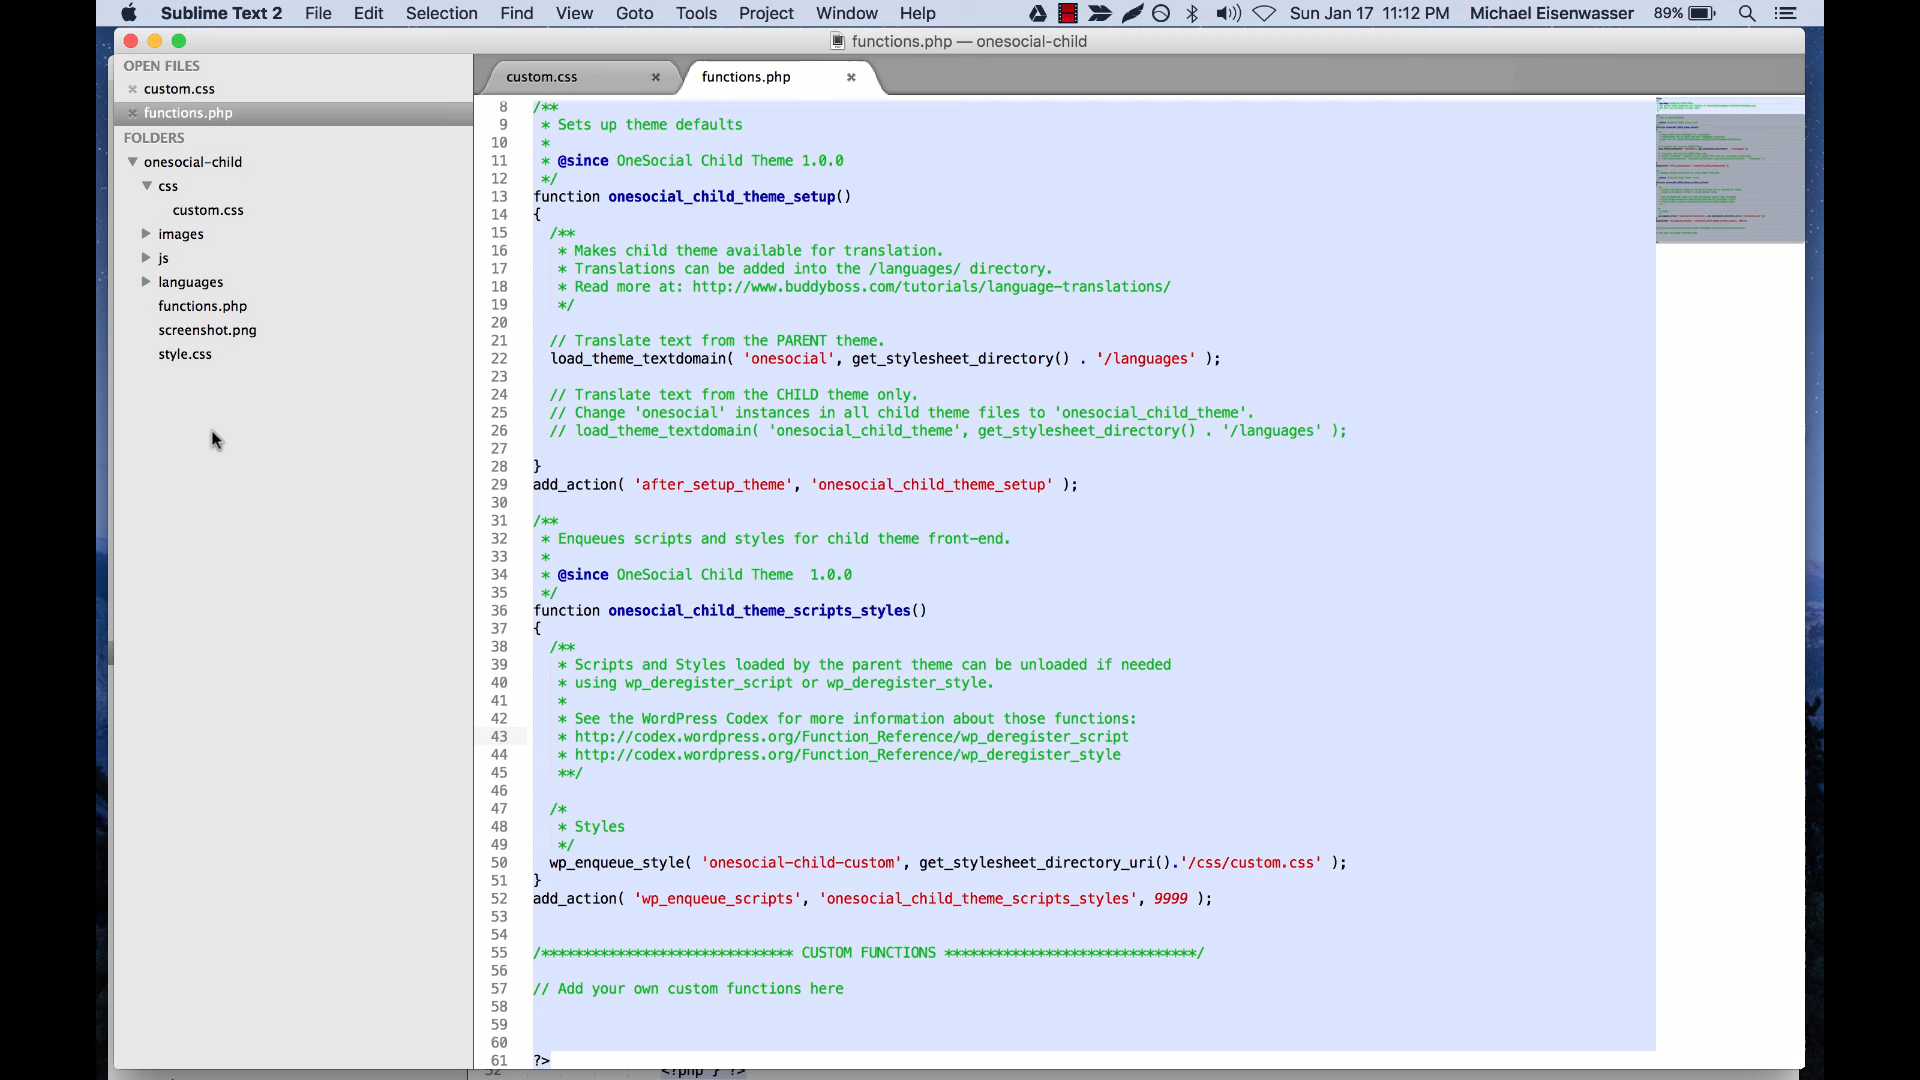 Sublime Text 2 File Edit Selection Find View Goto Tools Project Window Help Sun Jan 17 11:12 PM Michael Eisenwasser 89%
functions.php — onesocial-child
OPEN FILES
custom.css
functions.php
FOLDERS
onesocial-child
css
custom.css
images
js
languages
functions.php
screenshot.png
style.css
custom.css functions.php
8 /**
9 * Sets up theme defaults
10 *
11 * @since OneSocial Child Theme 1.0.0
12 */
13 function onesocial_child_theme_setup()
14 {
15 /**
16 * Makes child theme available for translation.
17 * Translations can be added into the /languages/ directory.
18 * Read more at: http://www.buddyboss.com/tutorials/language-translations/
19 */
20
21 // Translate text from the PARENT theme.
22 load_theme_textdomain( 'onesocial', get_stylesheet_directory() . '/languages' );
23
24 // Translate text from the CHILD theme only.
25 // Change 'onesocial' instances in all child theme files to 'onesocial_child_theme'.
26 // load_theme_textdomain( 'onesocial_child_theme', get_stylesheet_directory() . '/languages' );
27
28 }
29 add_action( 'after_setup_theme', 'onesocial_child_theme_setup' );
30
31 /**
32 * Enqueues scripts and styles for child theme front-end.
33 *
34 * @since OneSocial Child Theme  1.0.0
35 */
36 function onesocial_child_theme_scripts_styles()
37 {
38 /**
39 * Scripts and Styles loaded by the parent theme can be unloaded if needed
40 * using wp_deregister_script or wp_deregister_style.
41 *
42 * See the WordPress Codex for more information about those functions:
43 * http://codex.wordpress.org/Function_Reference/wp_deregister_script
44 * http://codex.wordpress.org/Function_Reference/wp_deregister_style
45 **/
46
47 /*
48 * Styles
49 */
50 wp_enqueue_style( 'onesocial-child-custom', get_stylesheet_directory_uri().'/css/custom.css' );
51 }
52 add_action( 'wp_enqueue_scripts', 'onesocial_child_theme_scripts_styles', 9999 );
53
54
55 /****************************** CUSTOM FUNCTIONS ******************************/
56
57 // Add your own custom functions here
58
59
60
61 ?>
52 <?php } ?>